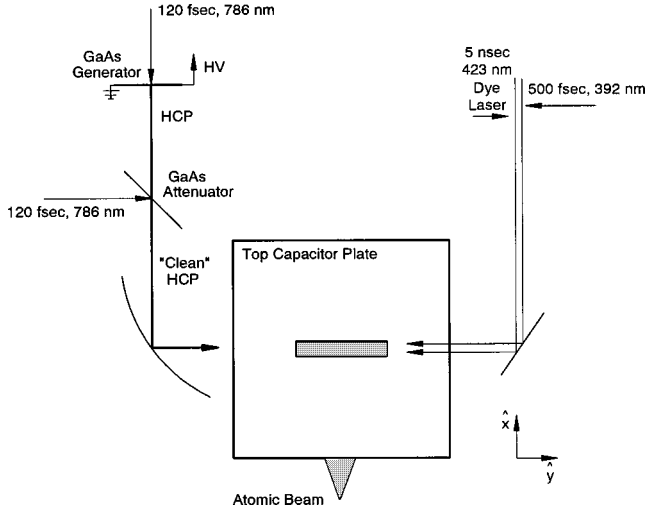 120 fsec, 786 nm
GaAs
Generator
HV
HCP
GaAs
Attenuator
120 fsec, 786 nm
"Clean"
HCP
Top Capacitor Plate
5 nsec
423 nm
Dye
Laser
500 fsec, 392 nm
^
x
^
y
Atomic Beam